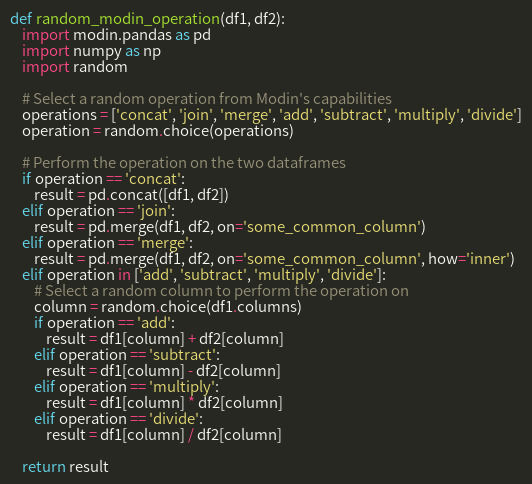 def random_modin_operation(df1, df2):
    import modin.pandas as pd
    import numpy as np
    import random

    # Select a random operation from Modin's capabilities
    operations = ['concat', 'join', 'merge', 'add', 'subtract', 'multiply', 'divide']
    operation = random.choice(operations)

    # Perform the operation on the two dataframes
    if operation == 'concat':
        result = pd.concat([df1, df2])
    elif operation == 'join':
        result = pd.merge(df1, df2, on='some_common_column')
    elif operation == 'merge':
        result = pd.merge(df1, df2, on='some_common_column', how='inner')
    elif operation in ['add', 'subtract', 'multiply', 'divide']:
        # Select a random column to perform the operation on
        column = random.choice(df1.columns)
        if operation == 'add':
            result = df1[column] + df2[column]
        elif operation == 'subtract':
            result = df1[column] - df2[column]
        elif operation == 'multiply':
            result = df1[column] * df2[column]
        elif operation == 'divide':
            result = df1[column] / df2[column]

    return result